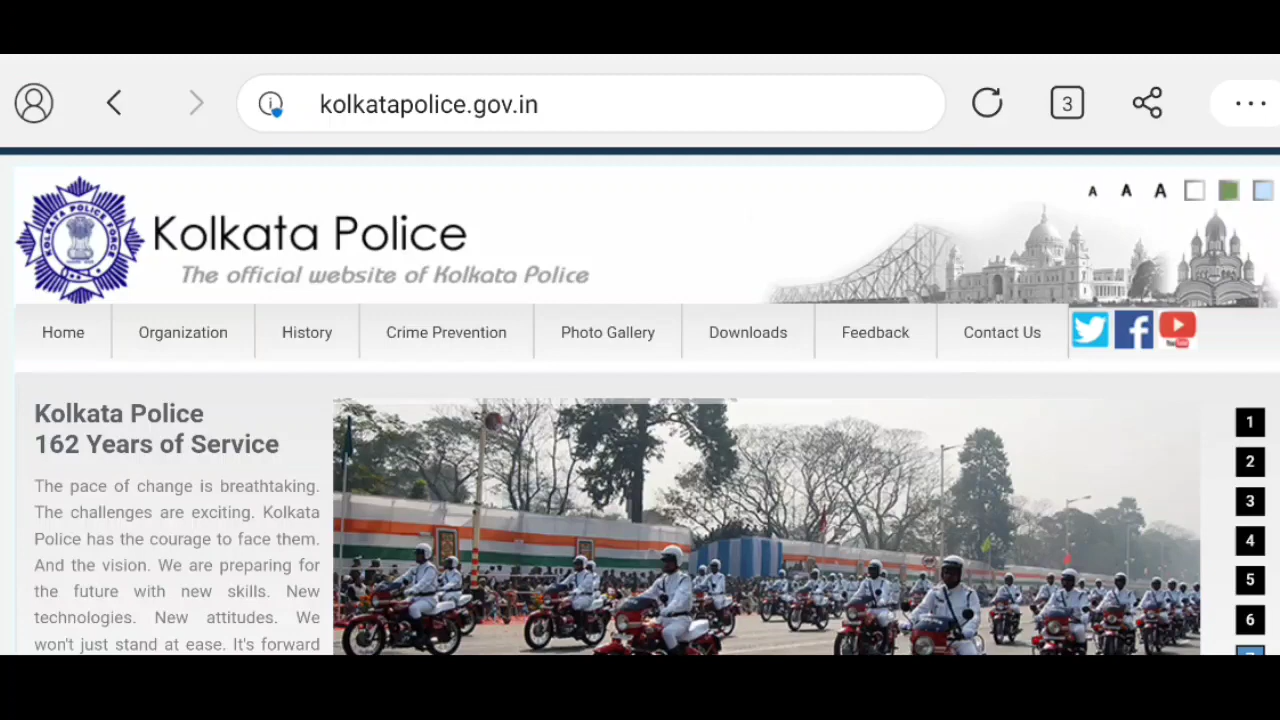 kolkatapolice.gov.in
3
A A A
KOLKATA POLICE FORCE
Kolkata Police
The official website of Kolkata Police
Home Organization History Crime Prevention Photo Gallery Downloads Feedback Contact Us
Kolkata Police
162 Years of Service
The pace of change is breathtaking.
The challenges are exciting. Kolkata
Police has the courage to face them.
And the vision. We are preparing for
the future with new skills. New
technologies. New attitudes. We
won't just stand at ease. It's forward
1
2
3
4
5
6